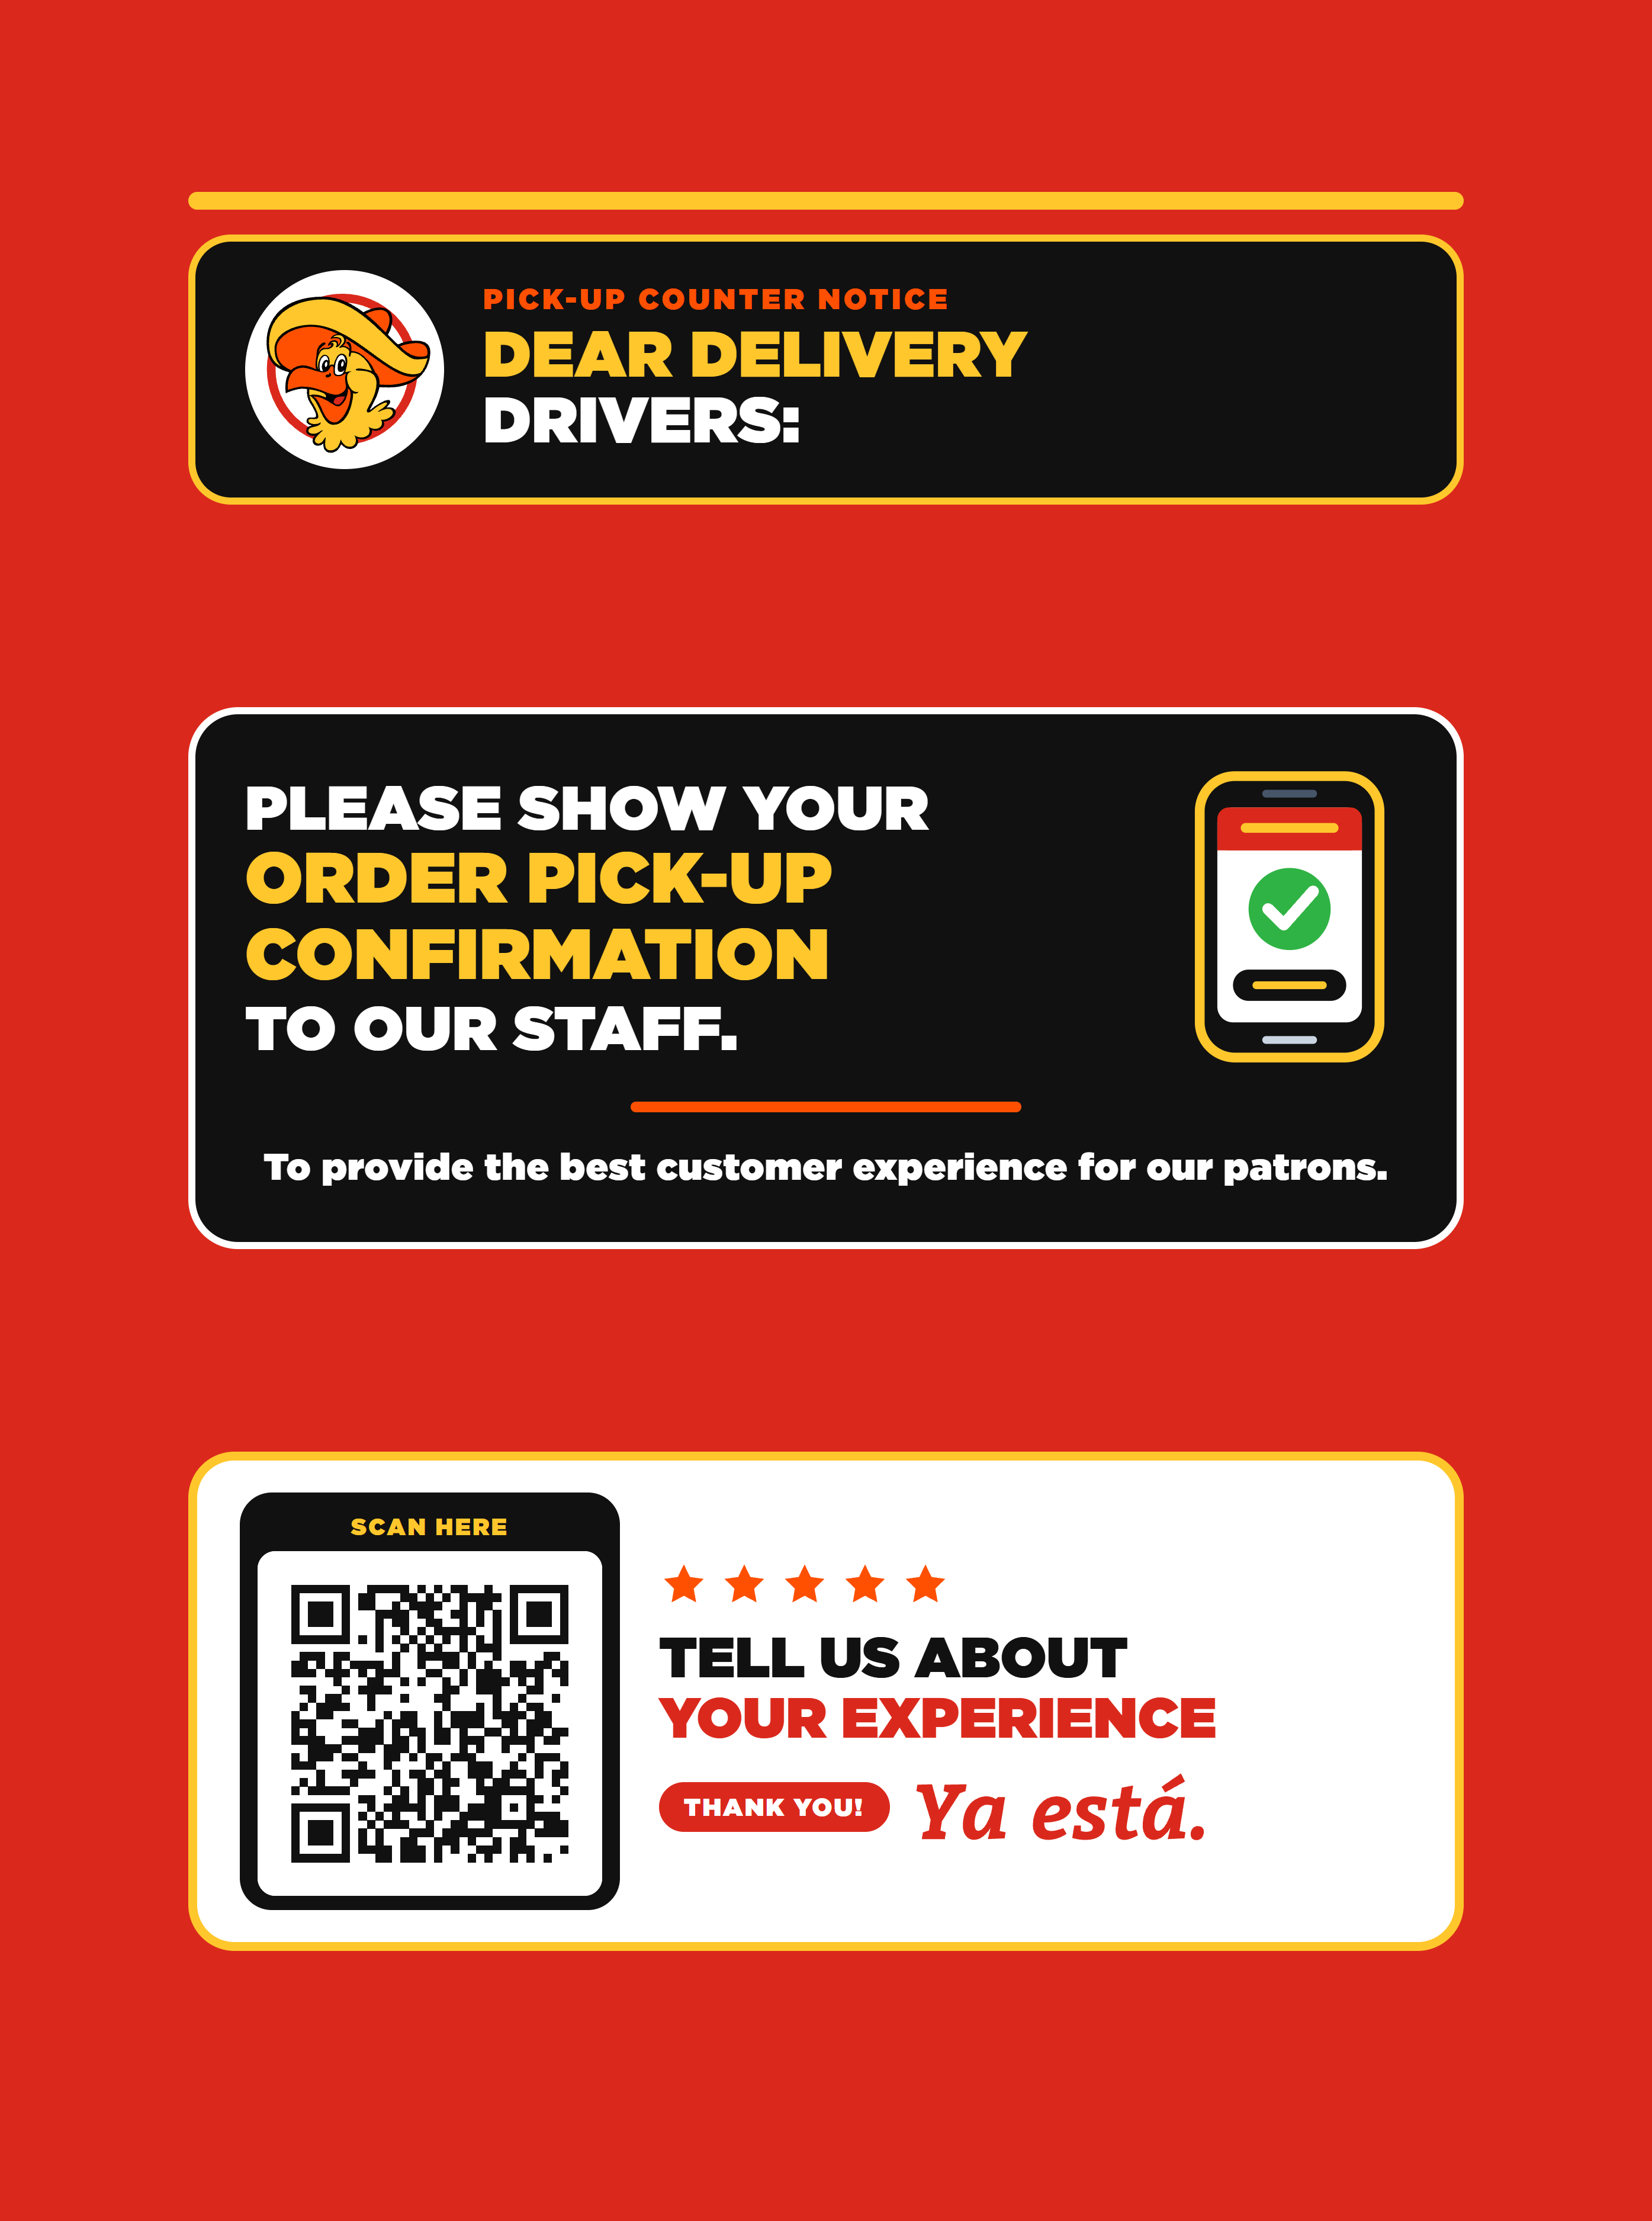 PICK-UP COUNTER NOTICE
DEAR DELIVERY
DRIVERS:
PLEASE SHOW YOUR
ORDER PICK-UP
CONFIRMATION
TO OUR STAFF.
To provide the best customer experience for our patrons.
SCAN HERE
TELL US ABOUT
YOUR EXPERIENCE
THANK YOU!
Ya está.